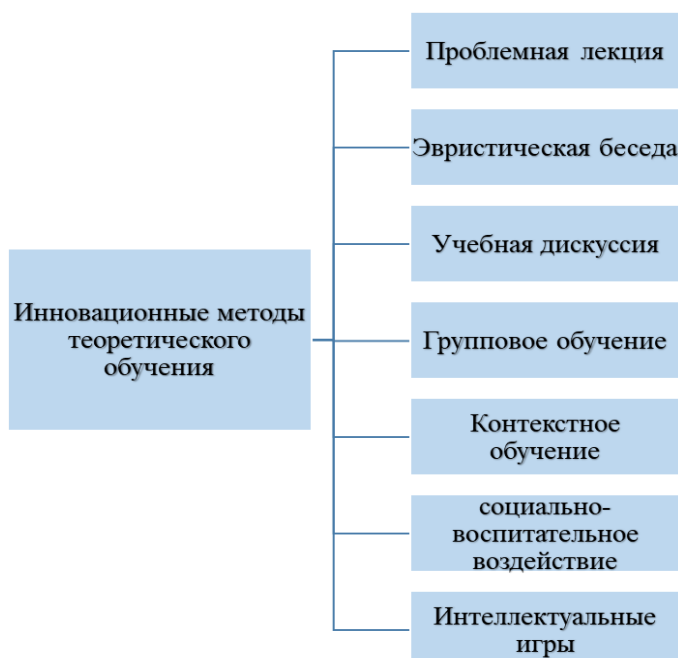 Проблемная лекция
Эвристическая беседа
Учебная дискуссия
Инновационные методы
теоретического
обучения
Групповое обучение
Контекстное
обучение
социально-
воспитательное
воздействие
Интеллектуальные
игры